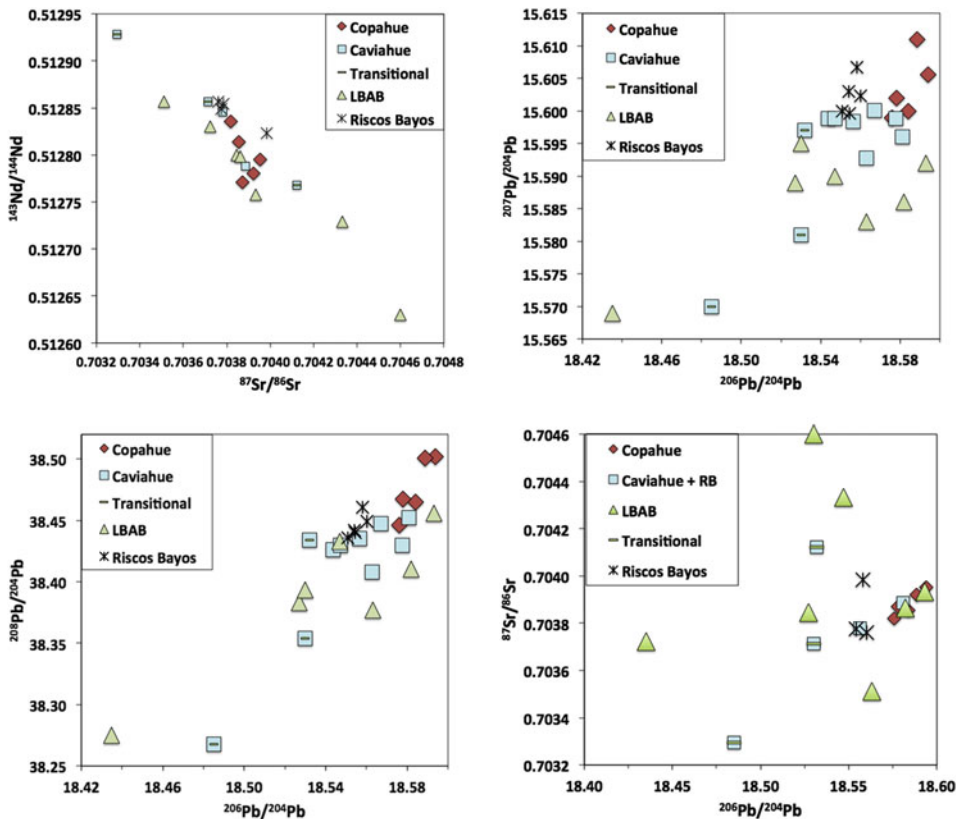 0.51295
0.51290
0.51285
0.51280
0.51275
0.51270
0.51265
0.51260
143Nd/144Nd
0.7032 0.7034 0.7036 0.7038 0.7040 0.7042 0.7044 0.7046 0.7048
87Sr/86Sr
Copahue
Caviahue
Transitional
LBAB
Riscos Bayos
15.615
15.610
15.605
15.600
15.595
15.590
15.585
15.580
15.575
15.570
15.565
207Pb/204Pb
18.42 18.46 18.50 18.54 18.58
206Pb/204Pb
Copahue
Caviahue
Transitional
LBAB
Riscos Bayos
38.50
38.45
38.40
38.35
38.30
38.25
208Pb/204Pb
18.42 18.46 18.50 18.54 18.58
206Pb/204Pb
Copahue
Caviahue
Transitional
LBAB
Riscos Bayos
0.7046
0.7044
0.7042
0.7040
0.7038
0.7036
0.7034
0.7032
87Sr/86Sr
18.40 18.45 18.50 18.55 18.60
206Pb/204Pb
Copahue
Caviahue + RB
LBAB
Transitional
Riscos Bayos